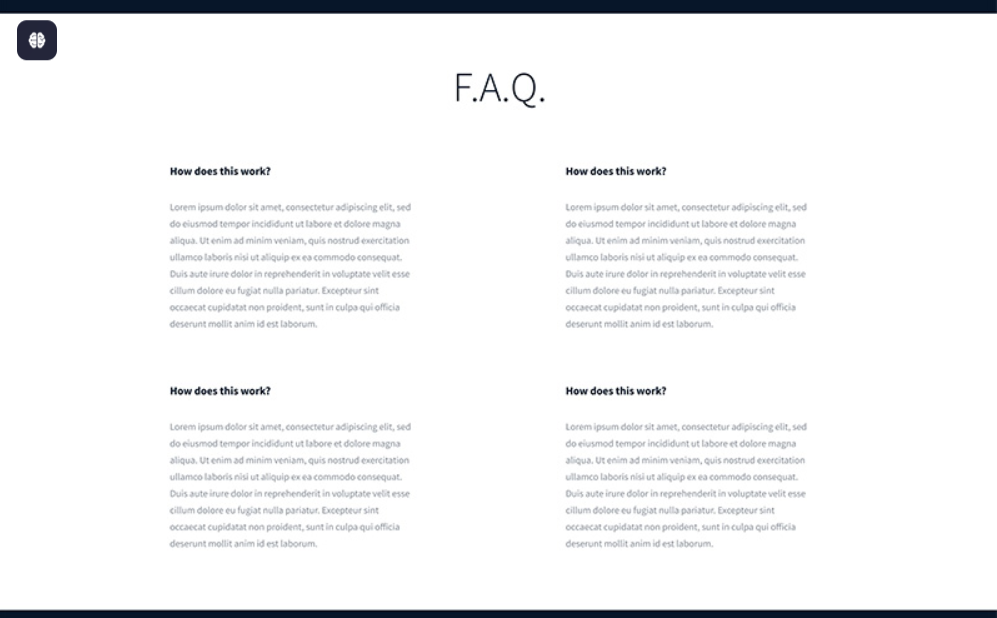 F.A.Q.
How does this work?
Lorem ipsum dolor sit amet, consectetur adipiscing elit, sed
do eiusmod tempor incididunt ut labore et dolore magna
aliqua. Ut enim ad minim veniam, quis nostrud exercitation
ullamco laboris nisi ut aliquip ex ea commodo consequat.
Duis aute irure dolor in reprehenderit in voluptate velit esse
cillum dolore eu fugiat nulla pariatur. Excepteur sint
occaecat cupidatat non proident, sunt in culpa qui officia
deserunt mollit anim id est laborum.
How does this work?
Lorem ipsum dolor sit amet, consectetur adipiscing elit, sed
do eiusmod tempor incididunt ut labore et dolore magna
aliqua. Ut enim ad minim veniam, quis nostrud exercitation
ullamco laboris nisi ut aliquip ex ea commodo consequat.
Duis aute irure dolor in reprehenderit in voluptate velit esse
cillum dolore eu fugiat nulla pariatur. Excepteur sint
occaecat cupidatat non proident, sunt in culpa qui officia
deserunt mollit anim id est laborum.
How does this work?
Lorem ipsum dolor sit amet, consectetur adipiscing elit, sed
do eiusmod tempor incididunt ut labore et dolore magna
aliqua. Ut enim ad minim veniam, quis nostrud exercitation
ullamco laboris nisi ut aliquip ex ea commodo consequat.
Duis aute irure dolor in reprehenderit in voluptate velit esse
cillum dolore eu fugiat nulla pariatur. Excepteur sint
occaecat cupidatat non proident, sunt in culpa qui officia
deserunt mollit anim id est laborum.
How does this work?
Lorem ipsum dolor sit amet, consectetur adipiscing elit, sed
do eiusmod tempor incididunt ut labore et dolore magna
aliqua. Ut enim ad minim veniam, quis nostrud exercitation
ullamco laboris nisi ut aliquip ex ea commodo consequat.
Duis aute irure dolor in reprehenderit in voluptate velit esse
cillum dolore eu fugiat nulla pariatur. Excepteur sint
occaecat cupidatat non proident, sunt in culpa qui officia
deserunt mollit anim id est laborum.